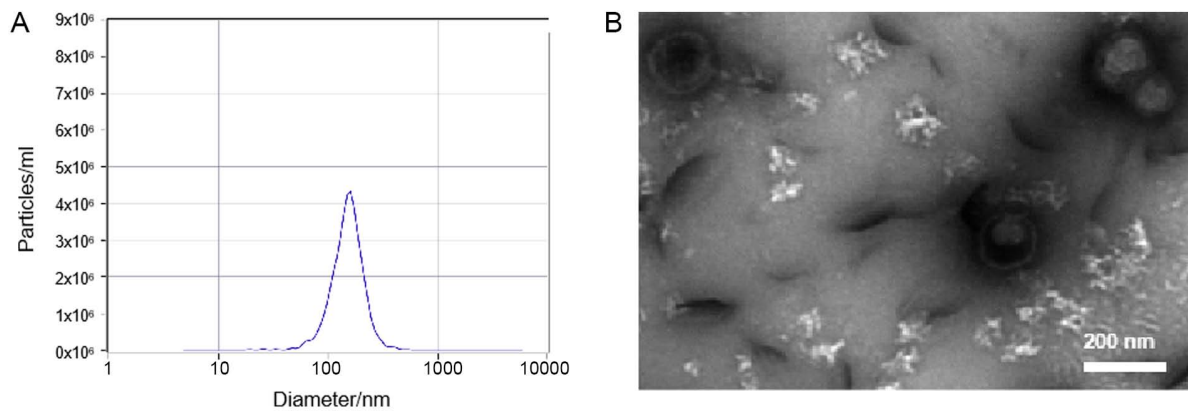 A
B
Particles/ml
9x10⁶
8x10⁶
7x10⁶
6x10⁶
5x10⁶
4x10⁶
3x10⁶
2x10⁶
1x10⁶
0x10⁶
1 10 100 1000 10000
Diameter/nm
200 nm